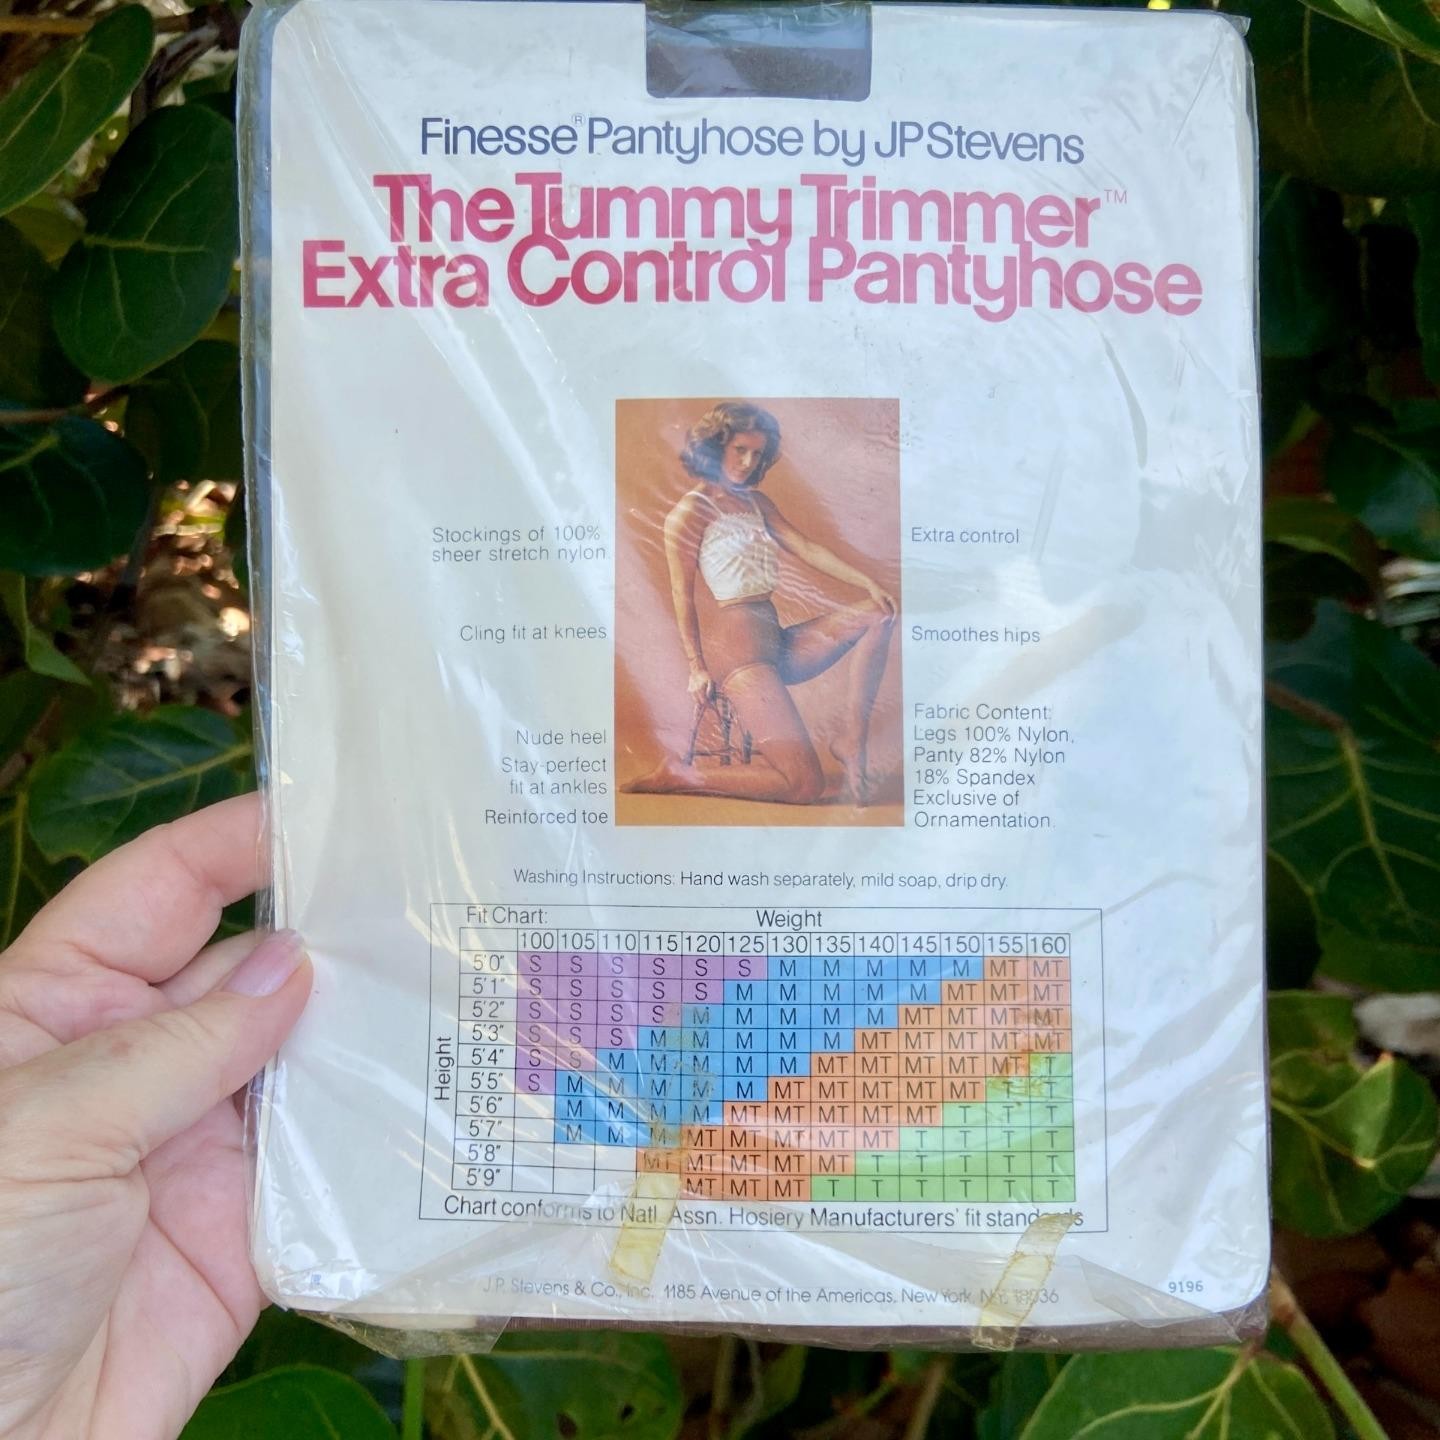 Finesse® Pantyhose by JP Stevens
The Tummy Trimmer™
Extra Control Pantyhose
Stockings of 100%
sheer stretch nylon.
Cling fit at knees
Nude heel
Stay-perfect
fit at ankles
Reinforced toe
Extra control
Smoothes hips
Fabric Content:
Legs 100% Nylon,
Panty 82% Nylon
18% Spandex
Exclusive of
Ornamentation.
Washing Instructions: Hand wash separately, mild soap, drip dry.
Fit Chart: Weight
100 105 110 115 120 125 130 135 140 145 150 155 160
Height
5'0" S S S S S S M M M M M MT MT
5'1" S S S S S M M M M M MT MT MT
5'2" S S S S M M M M M MT MT MT MT
5'3" S S S M M M M M MT MT MT MT MT
5'4" S S M M M M M MT MT MT MT MT T
5'5" S M M M M M MT MT MT MT MT T T
5'6" M M M M MT MT MT MT MT T T T
5'7" M M M MT MT MT MT MT T T T T
5'8" MT MT MT MT MT T T T T T
5'9" MT MT MT T T T T T T
Chart conforms to Natl. Assn. Hosiery Manufacturers' fit standards
J.P. Stevens & Co., Inc. 1185 Avenue of the Americas, New York, N.Y. 10036
9196